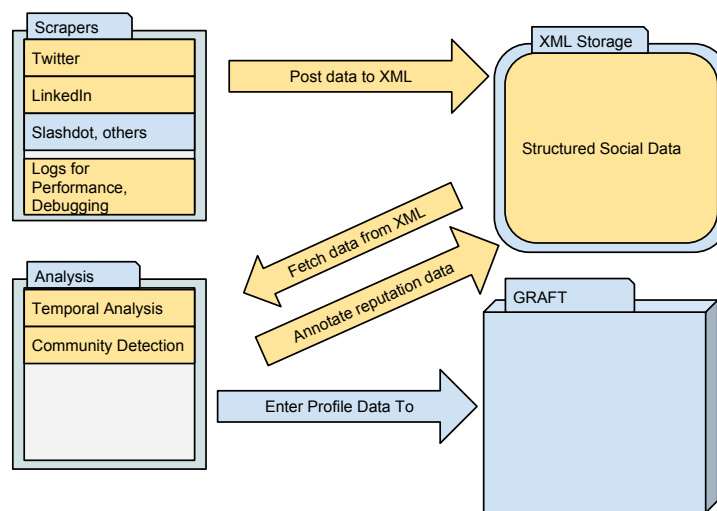 Scrapers
Twitter
LinkedIn
Slashdot, others
Logs for
Performance,
Debugging
Post data to XML
XML Storage
Structured Social Data
Fetch data from XML
Annotate reputation data
Analysis
Temporal Analysis
Community Detection
Enter Profile Data To
GRAFT